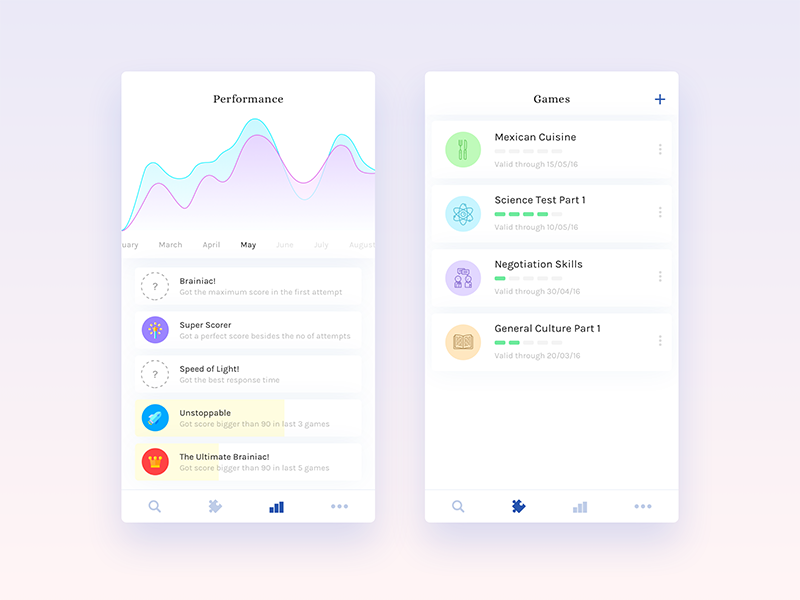 Performance
uary March April May June July August
?
Brainiac!
Got the maximum score in the first attempt
Super Scorer
Got a perfect score besides the no of attempts
?
Speed of Light!
Got the best response time
Unstoppable
Got score bigger than 90 in last 3 games
The Ultimate Brainiac!
Got score bigger than 90 in last 5 games
Games
Mexican Cuisine
Valid through 15/05/16
Science Test Part 1
Valid through 10/05/16
Negotiation Skills
Valid through 30/04/16
General Culture Part 1
Valid through 20/03/16